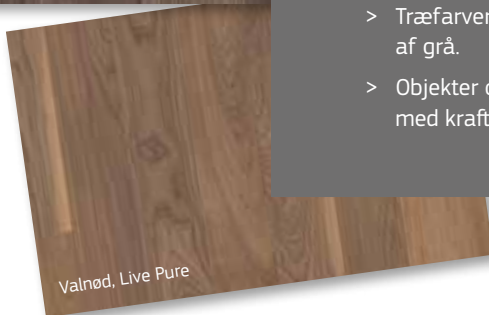 > Træfarver
af grå.
> Objekter
med kraft
Valnød, Live Pure